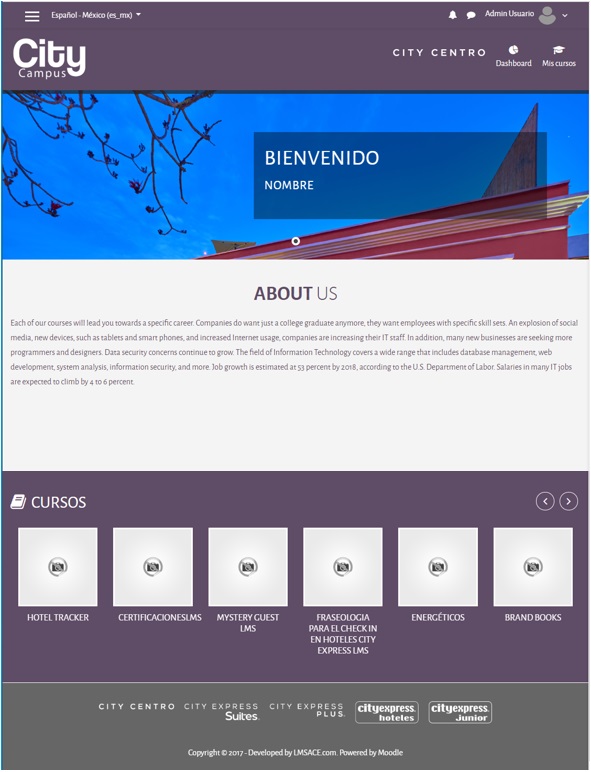 Español - México (es_mx)
Admin Usuario
City
Campus
CITY CENTRO
Dashboard
Mis cursos
BIENVENIDO
NOMBRE
ABOUT US
Each of our courses will lead you towards a specific career. Companies do want just a college graduate anymore, they want employees with specific skill sets. An explosion of social
media, new devices, such as tablets and smart phones, and increased Internet usage, companies are increasing their IT staff. In addition, many new businesses are seeking more
programmers and designers. Data security concerns continue to grow. The field of Information Technology covers a wide range that includes database management, web
development, system analysis, information security, and more. Job growth is estimated at 53 percent by 2018, according to the U.S. Department of Labor. Salaries in many IT jobs
are expected to climb by 4 to 6 percent.
CURSOS
HOTEL TRACKER
CERTIFICACIONESLMS
MYSTERY GUEST
LMS
FRASEOLOGIA
PARA EL CHECK IN
EN HOTELES CITY
EXPRESS LMS
ENERGÉTICOS
BRAND BOOKS
CITY CENTRO
CITY EXPRESS
Suites.
CITY EXPRESS
PLUS.
cityexpress.
hoteles
cityexpress.
junior
Copyright © 2017 - Developed by LMSACE.com. Powered by Moodle